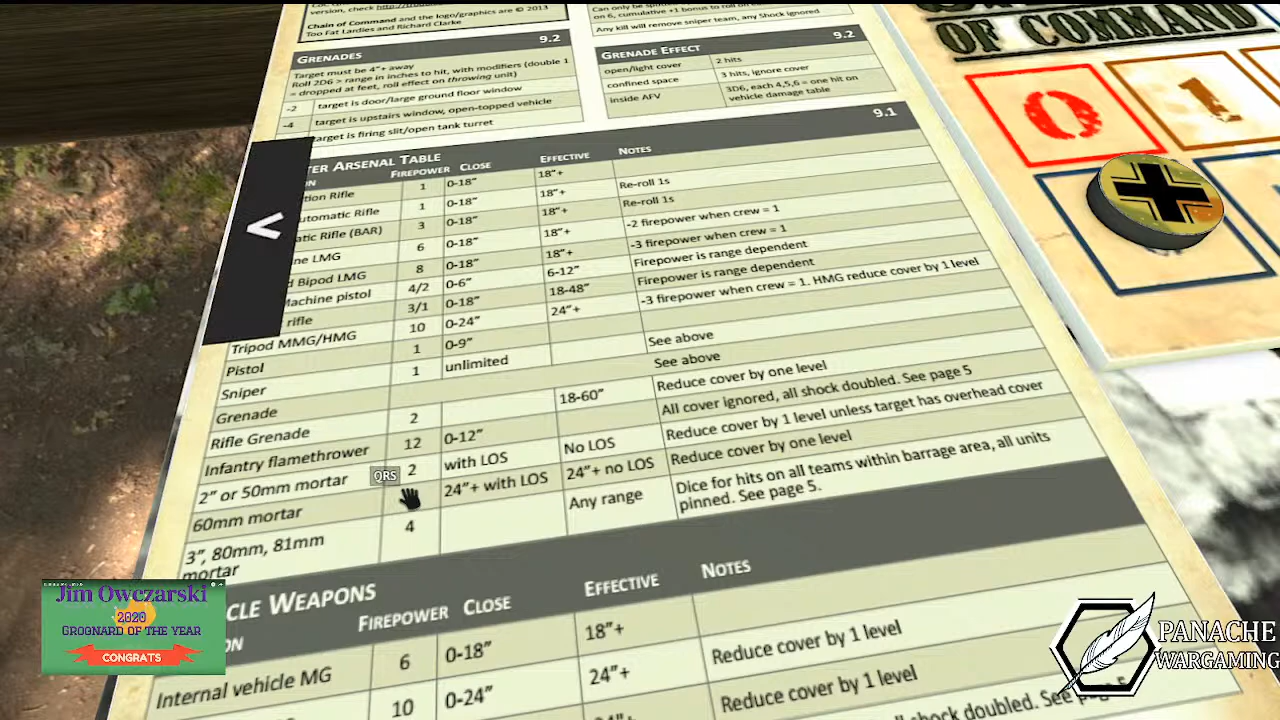 version, check
Chain of Command and the logo/graphics are © 2013
Too Fat Lardies and Richard Clarke
on 6, cumulative +1 bonus to roll on
Any kill will remove sniper team, any Shock ignored.
OF COMMAND
GRENADES 9.2
Target must be 4"+ away
Roll 2D6 > range in inches to hit, with modifiers (double 1
= dropped at feet, roll effect on throwing unit)
-2 target is door/large ground floor window
-4 target is upstairs window, open-topped vehicle
target is firing slit/open tank turret
GRENADE EFFECT 9.2
open/light cover 2 hits
confined space 3 hits, ignore cover
inside AFV 3D6, each 4,5,6 = one hit on
vehicle damage table
0 1
TER ARSENAL TABLE 9.1
ON FIREPOWER CLOSE EFFECTIVE NOTES
tion Rifle 1 0-18" 18"+
utomatic Rifle 1 0-18" 18"+ Re-roll 1s
atic Rifle (BAR) 3 0-18" 18"+ Re-roll 1s
ne LMG 6 0-18" 18"+ -2 firepower when crew = 1
d Bipod LMG 8 0-18" 18"+ -3 firepower when crew = 1
Machine pistol 4/2 0-6" 6-12" Firepower is range dependent
rifle 3/1 0-18" 18-48" Firepower is range dependent
Tripod MMG/HMG 10 0-24" 24"+ -3 firepower when crew = 1. HMG reduce cover by 1 level
Pistol 1 0-9"
Sniper 1 unlimited See above
Grenade See above
Rifle Grenade 2 18-60" Reduce cover by one level
Infantry flamethrower 12 0-12" All cover ignored, all shock doubled. See page 5
2" or 50mm mortar 2 with LOS No LOS Reduce cover by 1 level unless target has overhead cover
60mm mortar 24"+ with LOS 24"+ no LOS Reduce cover by one level
3", 80mm, 81mm
mortar 4 Any range Dice for hits on all teams within barrage area, all units
pinned. See page 5.
<
QRS
CLE WEAPONS
ON FIREPOWER CLOSE EFFECTIVE NOTES
Internal vehicle MG 6 0-18" 18"+ Reduce cover by 1 level
10 0-24" 24"+ Reduce cover by 1 level
24"+ shock doubled. See page 5
Jim Owczarski
2020
GROGNARD OF THE YEAR
CONGRATS
PANACHE
WARGAMING